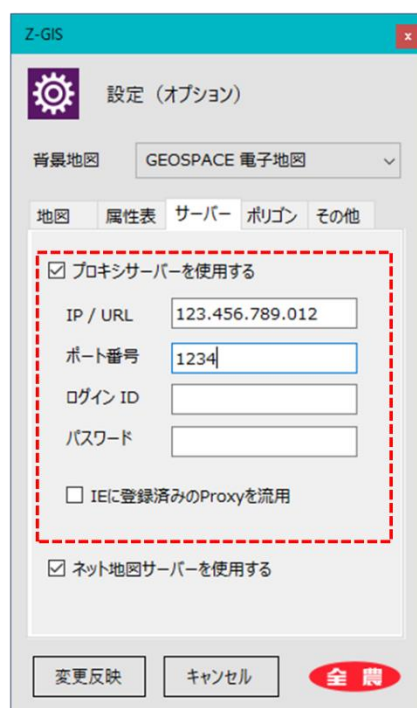 Z-GIS
x
設定（オプション）
背景地図 GEOSPACE 電子地図
地図 属性表 サーバー ポリゴン その他
プロキシサーバーを使用する
IP / URL 123.456.789.012
ポート番号 1234
ログイン ID
パスワード
IEに登録済みのProxyを流用
ネット地図サーバーを使用する
変更反映 キャンセル 全農